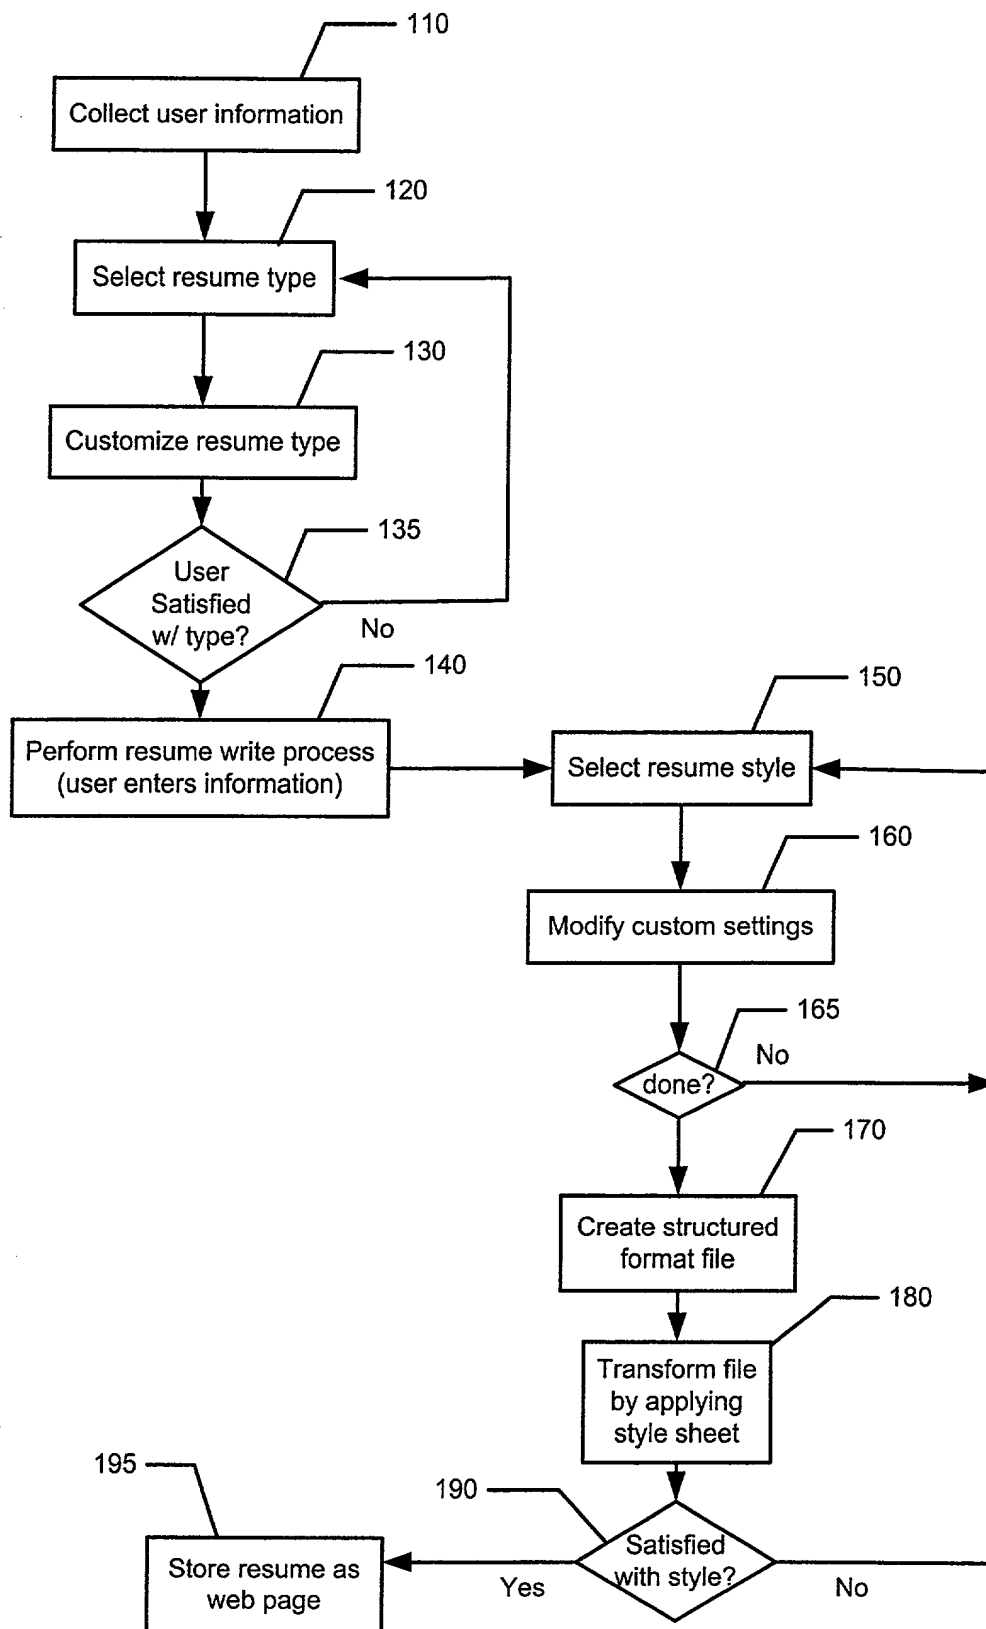 110
Collect user information
120
Select resume type
130
Customize resume type
135
User
Satisfied
w/ type?
No
140
Perform resume write process
(user enters information)
150
Select resume style
160
Modify custom settings
165
done?
No
170
Create structured
format file
180
Transform file
by applying
style sheet
190
Satisfied
with style?
Yes
No
195
Store resume as
web page